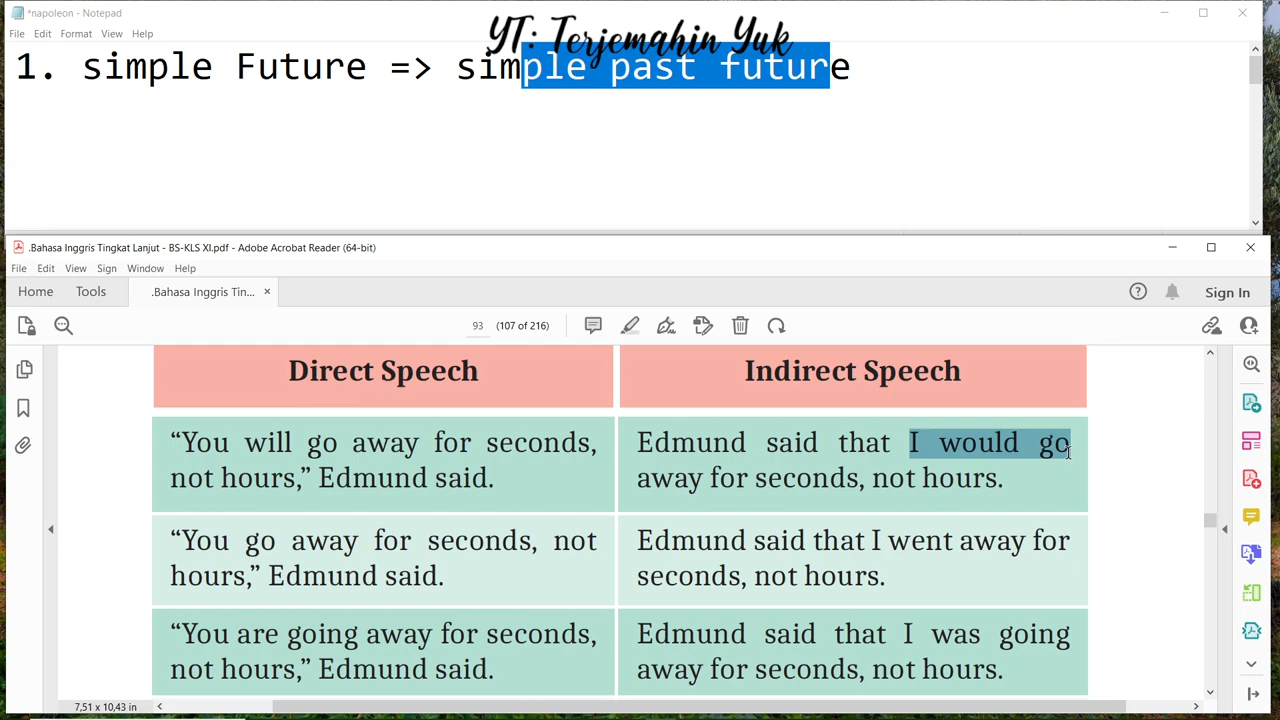 *napoleon - Notepad
YT: Terjemahin Yuk
File Edit Format View Help
1. simple Future => simple past future
.Bahasa Inggris Tingkat Lanjut - BS-KLS XI.pdf - Adobe Acrobat Reader (64-bit)
File Edit View Sign Window Help
Home Tools .Bahasa Inggris Tin... × Sign In
93 (107 of 216)
Direct Speech
Indirect Speech
“You will go away for seconds,
not hours,” Edmund said.
Edmund said that I would go
away for seconds, not hours.
“You go away for seconds, not
hours,” Edmund said.
Edmund said that I went away for
seconds, not hours.
“You are going away for seconds,
not hours,” Edmund said.
Edmund said that I was going
away for seconds, not hours.
7,51 x 10,43 in